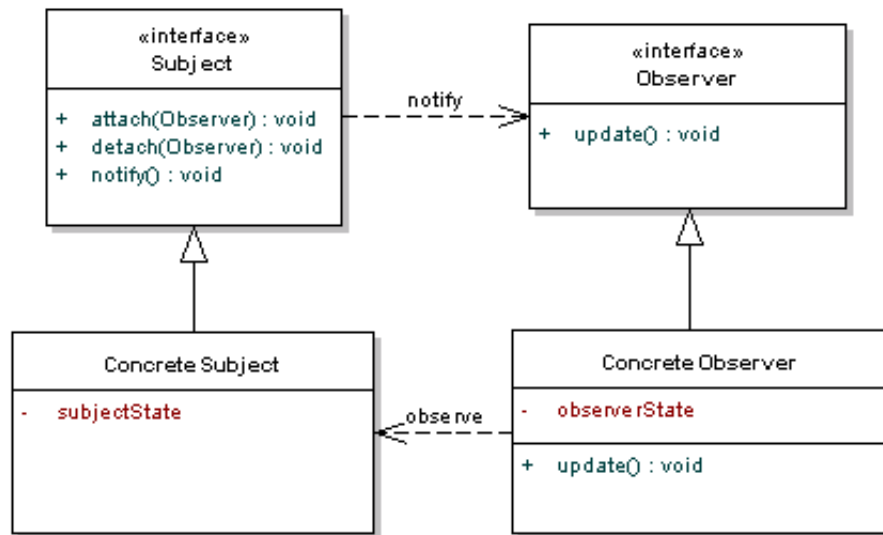 «interface»
Subject
+ attach(Observer) : void
+ detach(Observer) : void
+ notify() : void
notify
«interface»
Observer
+ update() : void
Concrete Subject
- subjectState
observe
Concrete Observer
- observerState
+ update() : void